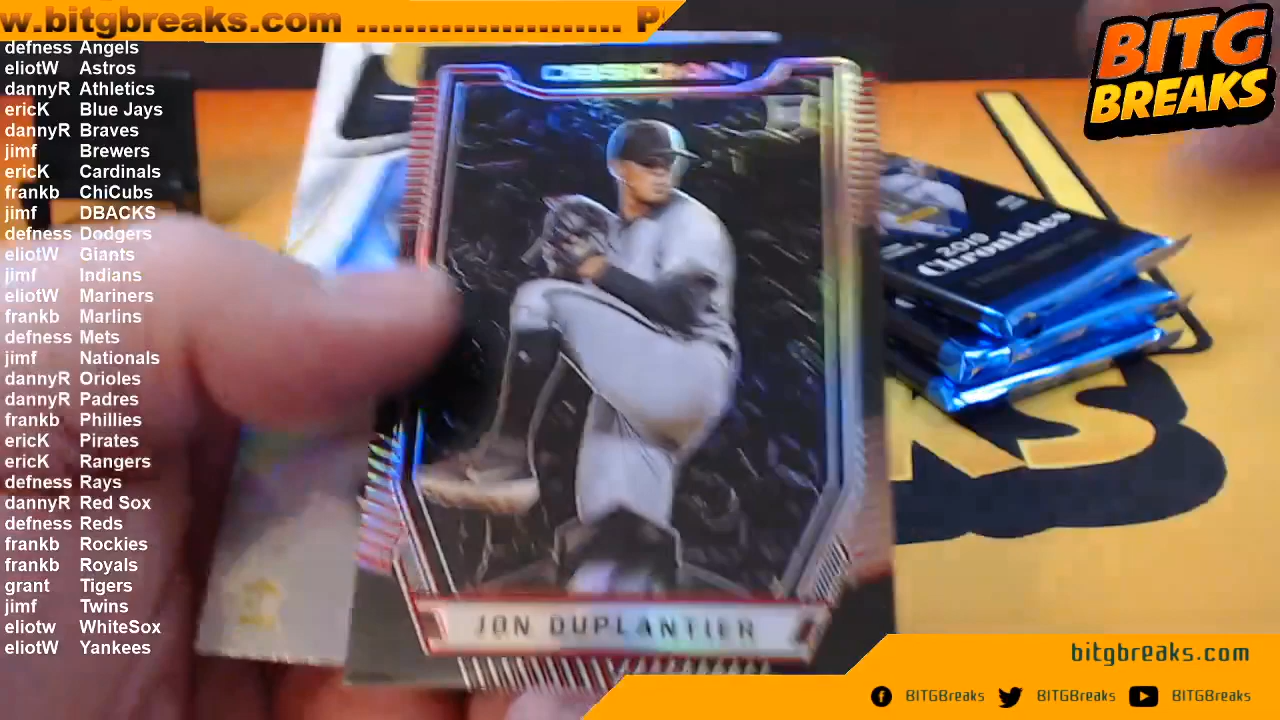 w.bitgbreaks.com ...................... P
defness Angels
eliotW Astros
dannyR Athletics
ericK Blue Jays
dannyR Braves
jimf Brewers
ericK Cardinals
frankb ChiCubs
jimf DBACKS
defness Dodgers
eliotW Giants
jimf Indians
eliotW Mariners
frankb Marlins
defness Mets
jimf Nationals
dannyR Orioles
dannyR Padres
frankb Phillies
ericK Pirates
ericK Rangers
defness Rays
dannyR Red Sox
defness Reds
frankb Rockies
frankb Royals
grant Tigers
jimf Twins
eliotw WhiteSox
eliotW Yankees
OBSIDIAN
JON DUPLANTIER
2019
Chronicles
BITG
BREAKS
KS
bitgbreaks.com
BITGBreaks BITGBreaks BITGBreaks